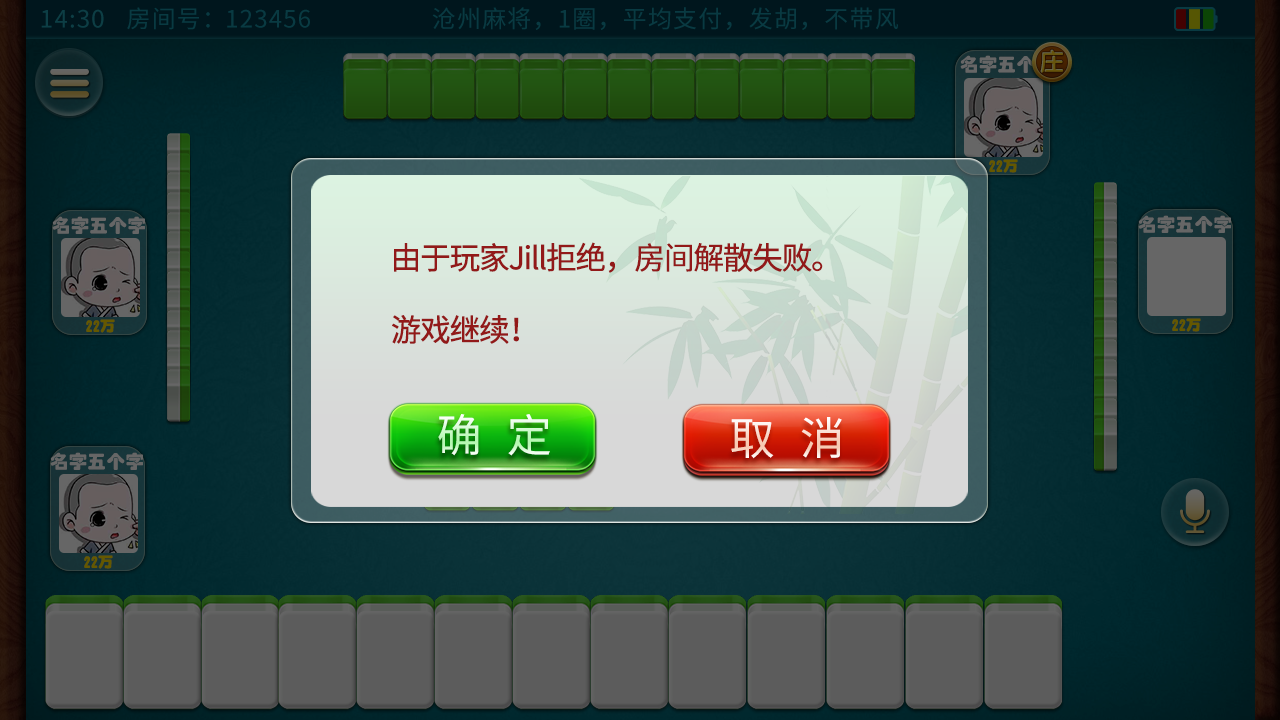 14:30 房间号：123456 沧州麻将，1圈，平均支付，发胡，不带风
名字五个
庄
22万
名字五个字
22万
名字五个字
22万
由于玩家Jill拒绝，房间解散失败。
游戏继续！
确 定
取 消
名字五个字
22万